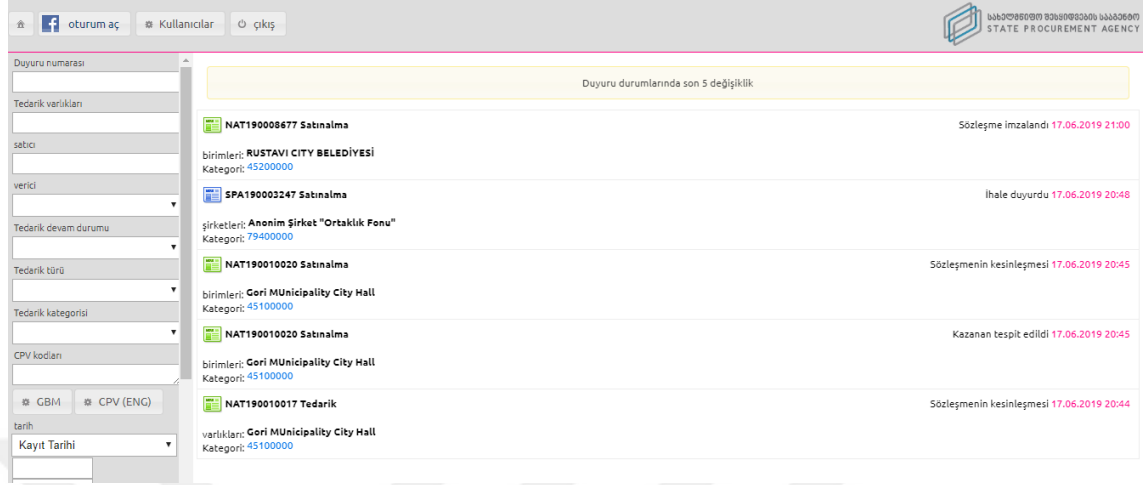 oturum aç
Kullanıcılar
çıkış
სახელმწიფო შესყიდვების სააგენტო
STATE PROCUREMENT AGENCY
Duyuru numarası
Tedarik varlıkları
satıcı
verici
Tedarik devam durumu
Tedarik türü
Tedarik kategorisi
CPV kodları
GBM
CPV (ENG)
tarih
Kayıt Tarihi
Duyuru durumlarında son 5 değişiklik
NAT190008677 Satınalma
Sözleşme imzalandı 17.06.2019 21:00
birimleri: RUSTAVI CITY BELEDİYESİ
Kategori: 45200000
SPA190003247 Satınalma
İhale duyurdu 17.06.2019 20:48
şirketleri: Anonim Şirket "Ortaklık Fonu"
Kategori: 79400000
NAT190010020 Satınalma
Sözleşmenin kesinleşmesi 17.06.2019 20:45
birimleri: Gori MUnicipality City Hall
Kategori: 45100000
NAT190010020 Satınalma
Kazanan tespit edildi 17.06.2019 20:45
birimleri: Gori MUnicipality City Hall
Kategori: 45100000
NAT190010017 Tedarik
Sözleşmenin kesinleşmesi 17.06.2019 20:44
varlıkları: Gori MUnicipality City Hall
Kategori: 45100000